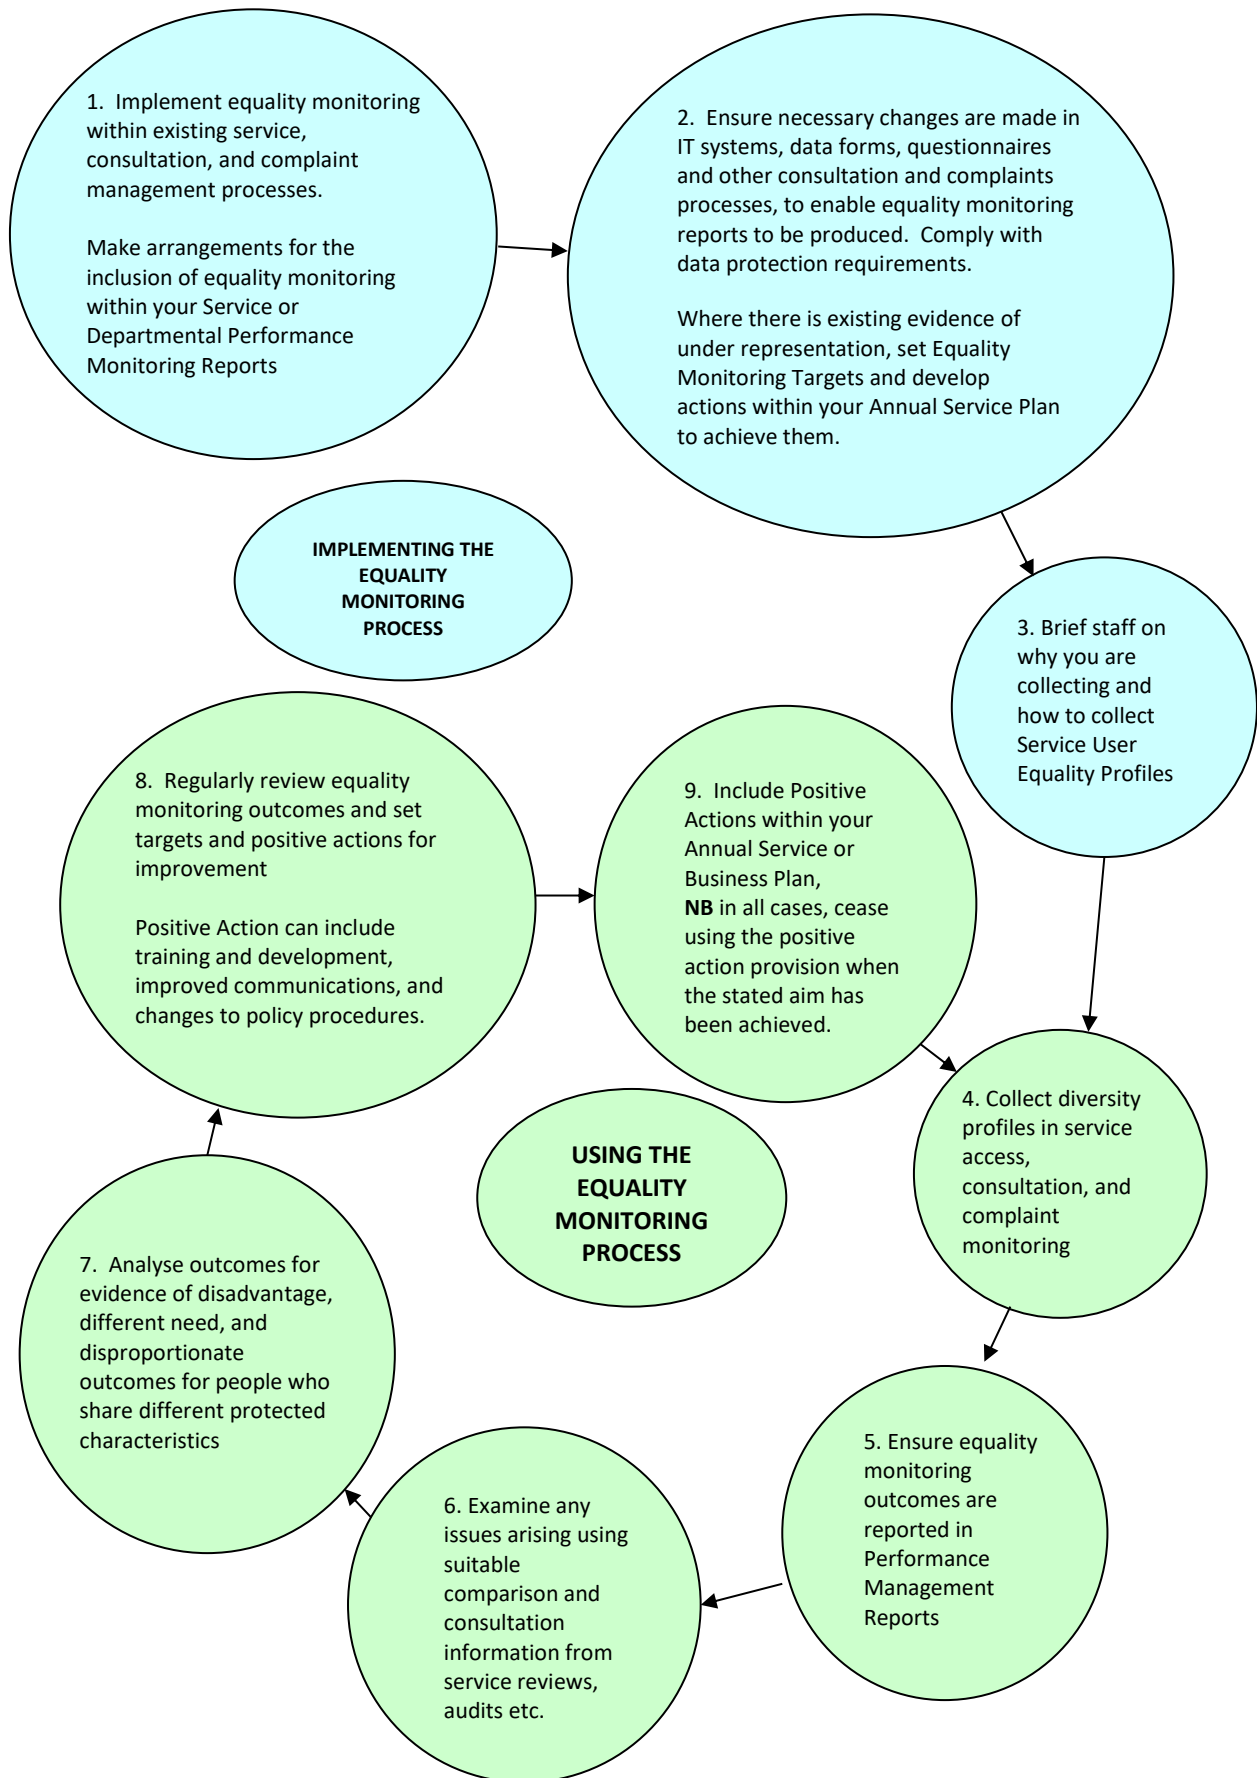 1.  Implement equality monitoring
within existing service,
consultation, and complaint
management processes.
Make arrangements for the
inclusion of equality monitoring
within your Service or
Departmental Performance
Monitoring Reports
2.  Ensure necessary changes are made in
IT systems, data forms, questionnaires
and other consultation and complaints
processes, to enable equality monitoring
reports to be produced.  Comply with
data protection requirements.
Where there is existing evidence of
under representation, set Equality
Monitoring Targets and develop
actions within your Annual Service Plan
to achieve them.
IMPLEMENTING THE
EQUALITY
MONITORING
PROCESS
3. Brief staff on
why you are
collecting and
how to collect
Service User
Equality Profiles
8.  Regularly review equality
monitoring outcomes and set
targets and positive actions for
improvement
Positive Action can include
training and development,
improved communications, and
changes to policy procedures.
9.  Include Positive
Actions within your
Annual Service or
Business Plan,
NB in all cases, cease
using the positive
action provision when
the stated aim has
been achieved.
4. Collect diversity
profiles in service
access,
consultation, and
complaint
monitoring
USING THE
EQUALITY
MONITORING
PROCESS
7.  Analyse outcomes for
evidence of disadvantage,
different need, and
disproportionate
outcomes for people who
share different protected
characteristics
5. Ensure equality
monitoring
outcomes are
reported in
Performance
Management
Reports
6. Examine any
issues arising using
suitable
comparison and
consultation
information from
service reviews,
audits etc.